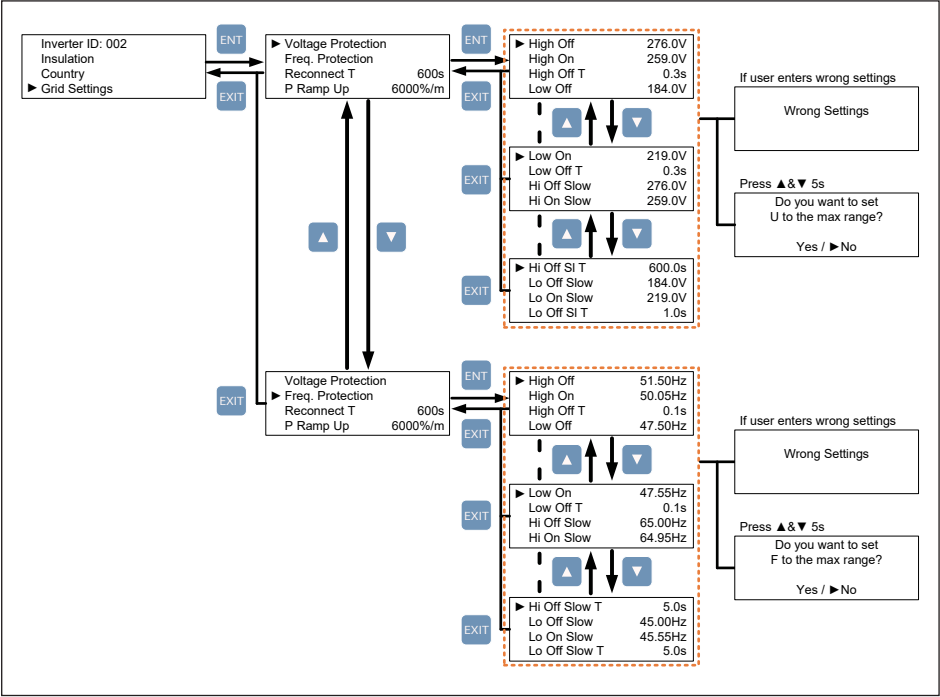 Inverter ID: 002
Insulation
Country
► Grid Settings
ENT
EXIT
► Voltage Protection
Freq. Protection
Reconnect T 600s
P Ramp Up 6000%/m
ENT
EXIT
► High Off 276.0V
High On 259.0V
High Off T 0.3s
Low Off 184.0V
▲ ▼
EXIT
► Low On 219.0V
Low Off T 0.3s
Hi Off Slow 276.0V
Hi On Slow 259.0V
▲ ▼
EXIT
► Hi Off Sl T 600.0s
Lo Off Slow 184.0V
Lo On Slow 219.0V
Lo Off Sl T 1.0s
If user enters wrong settings
Wrong Settings
Press ▲&▼ 5s
Do you want to set
U to the max range?
Yes / ►No
▲ ▼
EXIT
Voltage Protection
► Freq. Protection
Reconnect T 600s
P Ramp Up 6000%/m
ENT
EXIT
► High Off 51.50Hz
High On 50.05Hz
High Off T 0.1s
Low Off 47.50Hz
▲ ▼
EXIT
► Low On 47.55Hz
Low Off T 0.1s
Hi Off Slow 65.00Hz
Hi On Slow 64.95Hz
▲ ▼
EXIT
► Hi Off Slow T 5.0s
Lo Off Slow 45.00Hz
Lo On Slow 45.55Hz
Lo Off Slow T 5.0s
If user enters wrong settings
Wrong Settings
Press ▲&▼ 5s
Do you want to set
F to the max range?
Yes / ►No